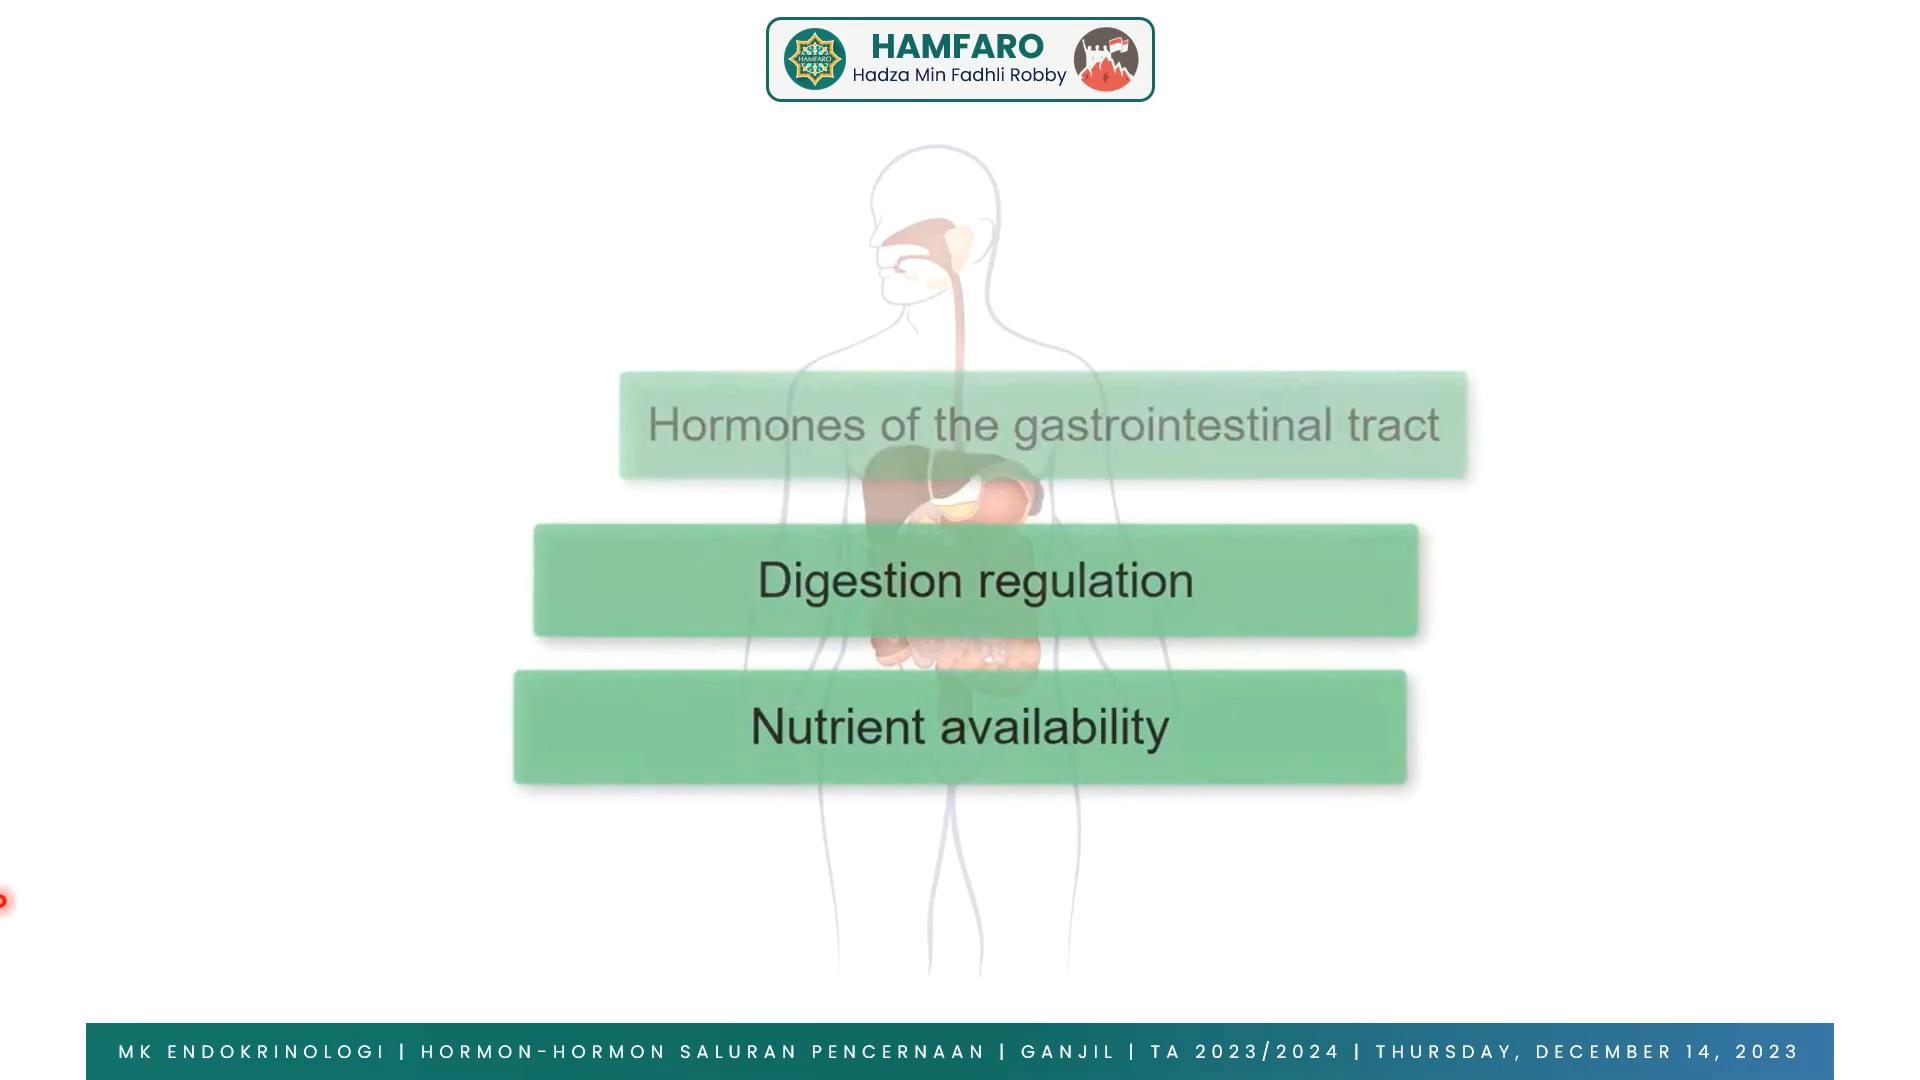 HAMFARO
HAMFARO
Hadza Min Fadhli Robby
Hormones of the gastrointestinal tract
Digestion regulation
Nutrient availability
MK ENDOKRINOLOGI | HORMON-HORMON SALURAN PENCERNAAN | GANJIL | TA 2023/2024 | THURSDAY, DECEMBER 14, 2023